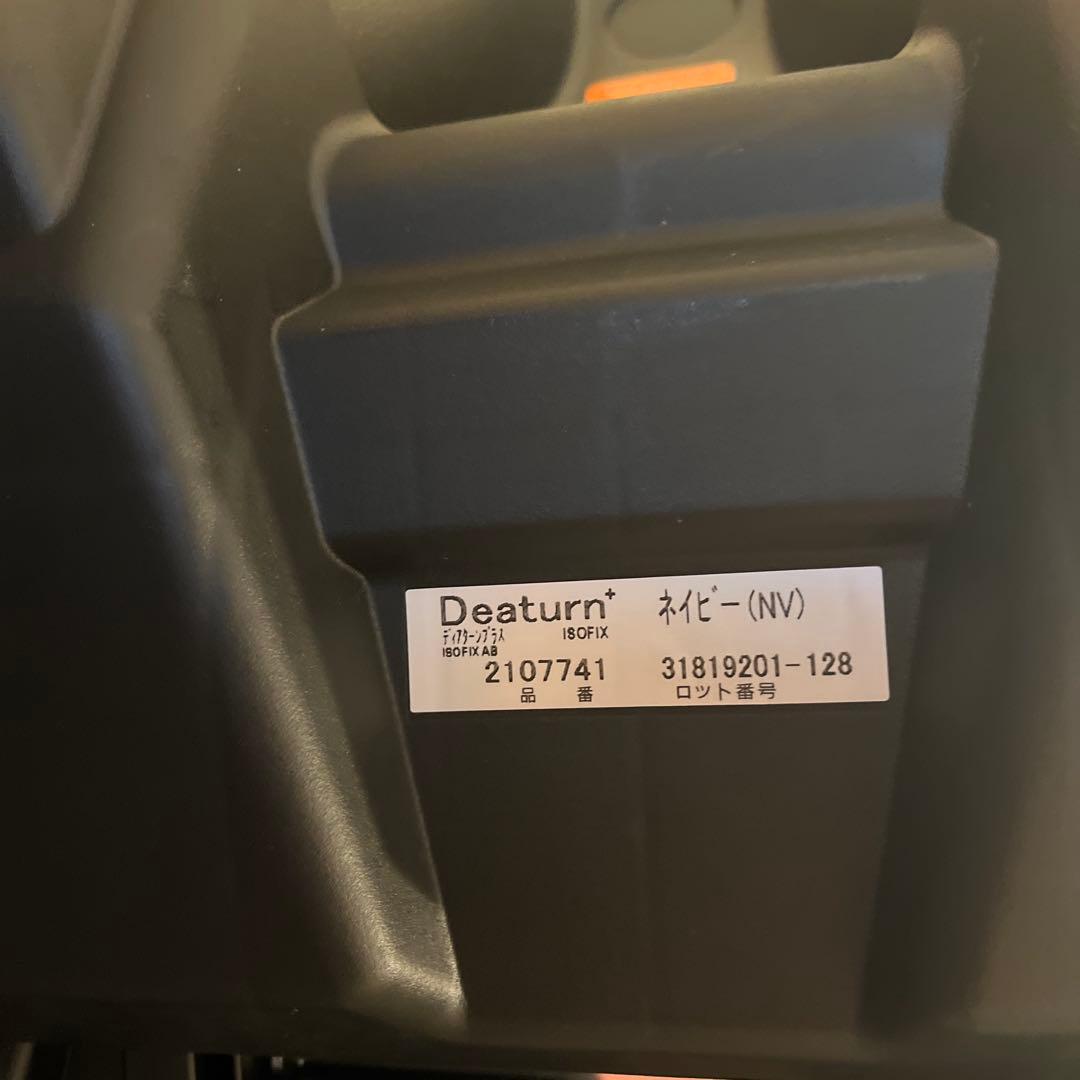 Deaturn+ ネイビー(NV)
ディアターンプラス ISOFIX
ISOFIX AB
2107741 31819201-128
品 番 ロット番号